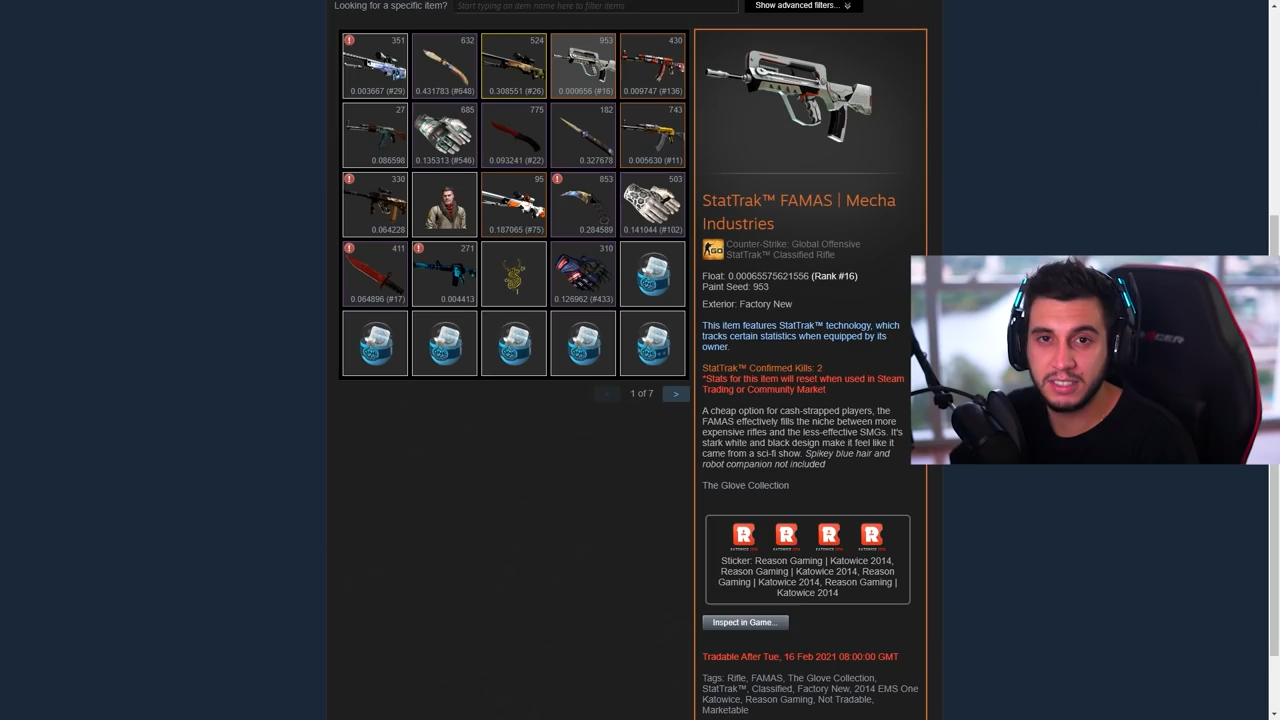 Looking for a specific item?
Start typing an item name here to filter items
Show advanced filters...
351
0.003667 (#29)
632
0.431783 (#648)
524
0.308551 (#26)
953
0.000656 (#16)
430
0.009747 (#136)
27
0.086598
685
0.135313 (#546)
775
0.093241 (#22)
182
0.327678
743
0.005630 (#11)
330
0.064228
95
0.187065 (#75)
853
0.284589
503
0.141044 (#102)
411
0.064896 (#17)
271
0.004413
310
0.126962 (#433)
<
1 of 7
>
StatTrak™ FAMAS | Mecha
Industries
Counter-Strike: Global Offensive
StatTrak™ Classified Rifle
Float: 0.00065575621556 (Rank #16)
Paint Seed: 953
Exterior: Factory New
This item features StatTrak™ technology, which
tracks certain statistics when equipped by its
owner.
StatTrak™ Confirmed Kills: 2
*Stats for this item will reset when used in Steam
Trading or Community Market
A cheap option for cash-strapped players, the
FAMAS effectively fills the niche between more
expensive rifles and the less-effective SMGs. It's
stark white and black design make it feel like it
came from a sci-fi show. Spikey blue hair and
robot companion not included
The Glove Collection
Sticker: Reason Gaming | Katowice 2014,
Reason Gaming | Katowice 2014, Reason
Gaming | Katowice 2014, Reason Gaming |
Katowice 2014
Inspect in Game...
Tradable After Tue, 16 Feb 2021 08:00:00 GMT
Tags: Rifle, FAMAS, The Glove Collection,
StatTrak™, Classified, Factory New, 2014 EMS One
Katowice, Reason Gaming, Not Tradable,
Marketable